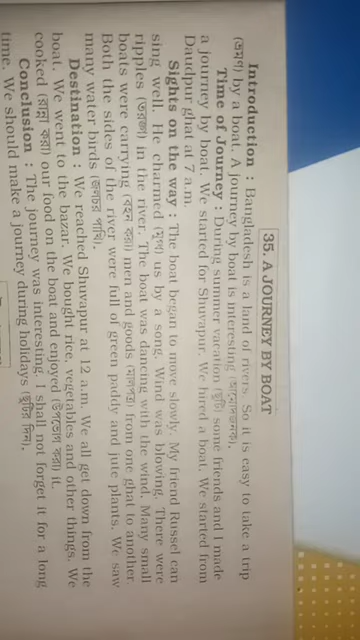 35. A JOURNEY BY BOAT
Introduction : Bangladesh is a land of rivers. So it is easy to take a trip
(ভ্রমণ) by a boat. A journey by boat is interesting (আনন্দদায়ক).
Time of Journey : During summer vacation (ছুটি) some friends and I made
a journey by boat. We started for Shuvapur. We hired a boat. We started from
Daudpur ghat at 7 a.m.
Sights on the way : The boat began to move slowly. My friend Russel can
sing well. He charmed (মুগ্ধ) us by a song. Wind was blowing. There were
ripples (তরঙ্গ) in the river. The boat was dancing with the wind. Many small
boats were carrying (বহন করা) men and goods (মালপত্র) from one ghat to another.
Both the sides of the river were full of green paddy and jute plants. We saw
many water birds (জলচর পাখি).
Destination : We reached Shuvapur at 12 a.m. We all get down from the
boat. We went to the bazar. We bought rice, vegetables and other things. We
cooked (রান্না করা) our food on the boat and enjoyed (উপভোগ করা) it.
Conclusion : The journey was interesting. I shall not forget it for a long
time. We should make a journey during holidays (ছুটির দিন).